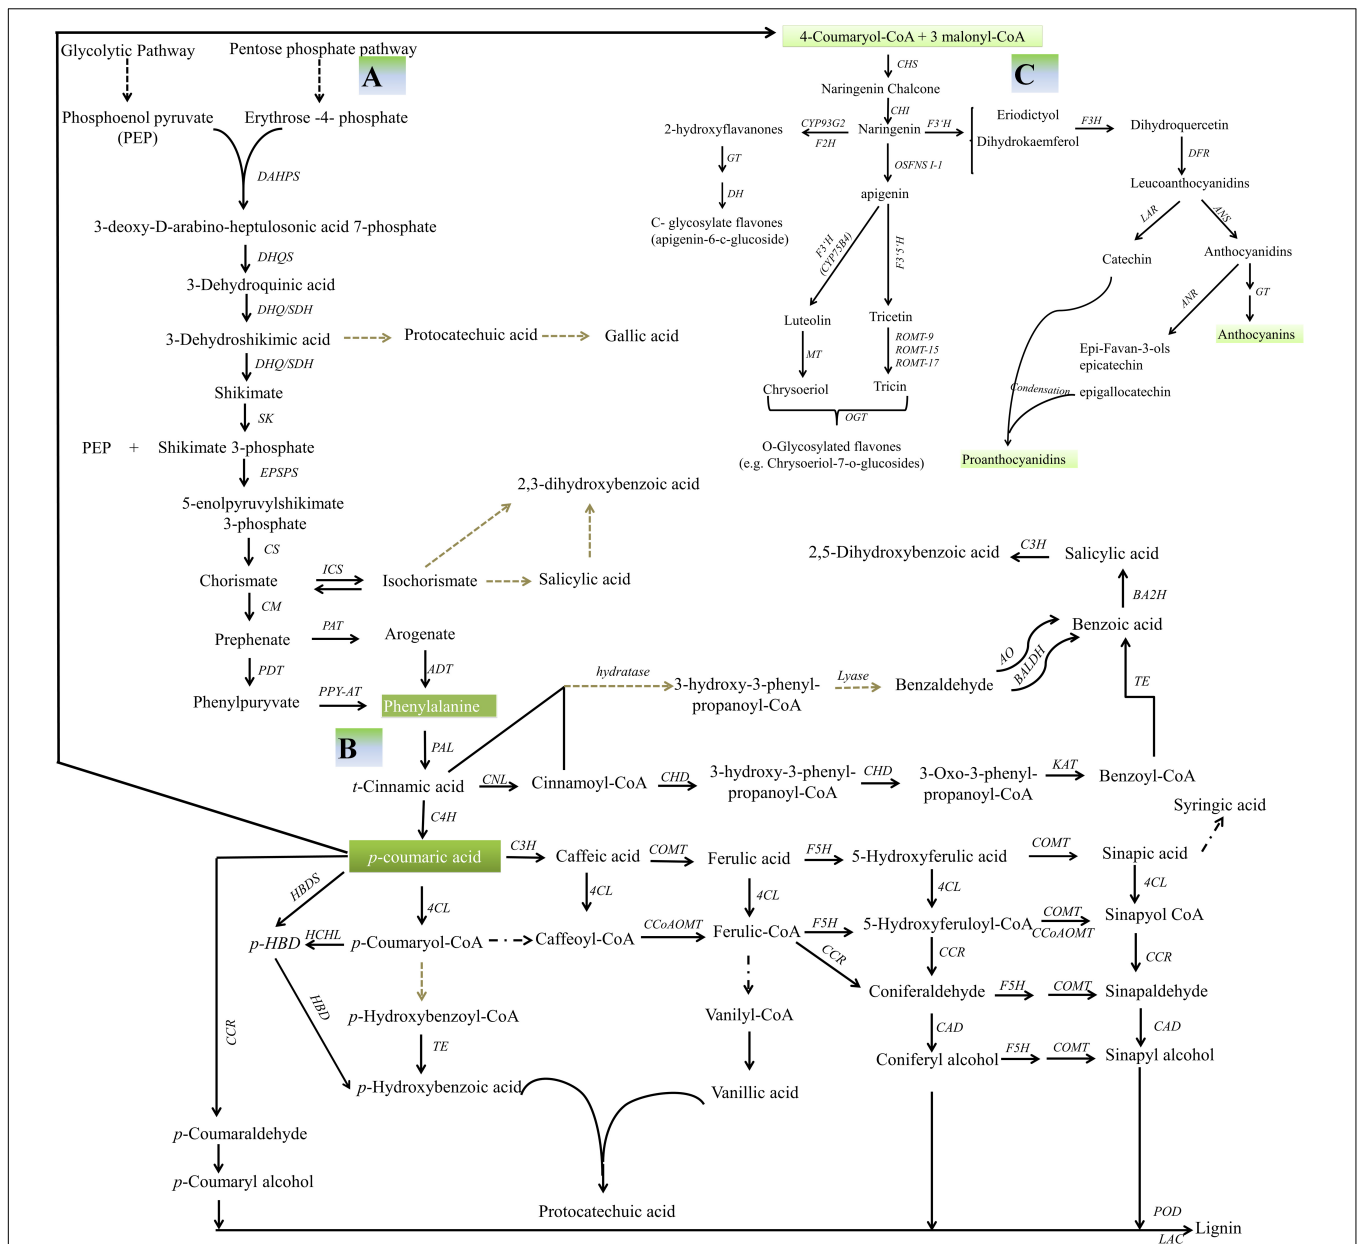 Glycolytic Pathway
Pentose phosphate pathway
A
Phosphoenol pyruvate
(PEP)
Erythrose -4- phosphate
DAHPS
3-deoxy-D-arabino-heptulosonic acid 7-phosphate
DHQS
3-Dehydroquinic acid
DHQ/SDH
3-Dehydroshikimic acid
Protocatechuic acid
Gallic acid
DHQ/SDH
Shikimate
SK
PEP + Shikimate 3-phosphate
EPSPS
5-enolpyruvylshikimate
3-phosphate
2,3-dihydroxybenzoic acid
CS
Chorismate
ICS
Isochorismate
Salicylic acid
CM
Prephenate
PAT
Arogenate
PDT
ADT
Phenylpuryvate
PPY-AT
Phenylalanine
4-Coumaryol-CoA + 3 malonyl-CoA
C
CHS
Naringenin Chalcone
CHI
2-hydroxyflavanones
CYP93G2
F2H
Naringenin
F3'H
Eriodictyol
Dihydrokaemferol
F3H
Dihydroquercetin
GT
DH
C- glycosylate flavones
(apigenin-6-c-glucoside)
OSFNS I-1
apigenin
DFR
Leucoanthocyanidins
LAR
ANS
Catechin
Anthocyanidins
F3'H
(CYP75B4)
F3'5'H
ANR
GT
Luteolin
Tricetin
Anthocyanins
MT
ROMT-9
ROMT-15
ROMT-17
Epi-Favan-3-ols
epicatechin
Chrysoeriol
Tricin
Condensation
epigallocatechin
OGT
O-Glycosylated flavones
(e.g. Chrysoeriol-7-o-glucosides)
Proanthocyanidins
B
PAL
t-Cinnamic acid
CNL
Cinnamoyl-CoA
CHD
3-hydroxy-3-phenyl-
propanoyl-CoA
CHD
3-Oxo-3-phenyl-
propanoyl-CoA
KAT
Benzoyl-CoA
hydratase
3-hydroxy-3-phenyl-
propanoyl-CoA
Lyase
Benzaldehyde
AO
BALDH
Benzoic acid
TE
BA2H
Salicylic acid
C3H
2,5-Dihydroxybenzoic acid
Syringic acid
C4H
p-coumaric acid
C3H
Caffeic acid
COMT
Ferulic acid
F5H
5-Hydroxyferulic acid
COMT
Sinapic acid
HBDS
4CL
4CL
4CL
4CL
4CL
p-HBD
HCHL
p-Coumaryol-CoA
Caffeoyl-CoA
CCoAOMT
Ferulic-CoA
F5H
5-Hydroxyferuloyl-CoA
COMT
CCoAOMT
Sinapyol CoA
CCR
CCR
CCR
HBD
p-Hydroxybenzoyl-CoA
Vanilyl-CoA
Coniferaldehyde
F5H
COMT
Sinapaldehyde
CCR
TE
CAD
CAD
p-Hydroxybenzoic acid
Vanillic acid
Coniferyl alcohol
F5H
COMT
Sinapyl alcohol
p-Coumaraldehyde
p-Coumaryl alcohol
Protocatechuic acid
POD
LAC
Lignin